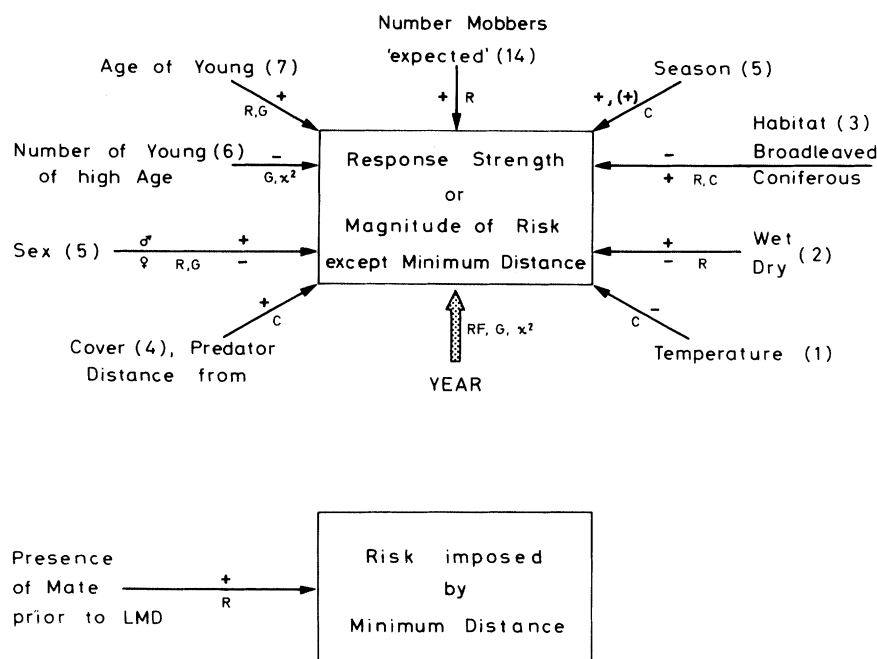 Number Mobbers
'expected' (14)
+ R
Age of Young (7)
+
R,G
Season (5)
+, (+)
C
Number of Young (6)
of high Age
−
G, x²
Habitat (3)
Broadleaved
Coniferous
−
+ R, C
Response Strength
or
Magnitude of Risk
except Minimum Distance
Sex (5)
♂ +
♀ R,G −
Wet
Dry (2)
+
− R
+
C
Cover (4), Predator
Distance from
RF, G, x²
YEAR
−
C
Temperature (1)
Presence
of Mate
prior to LMD
+
R
Risk imposed
by
Minimum Distance